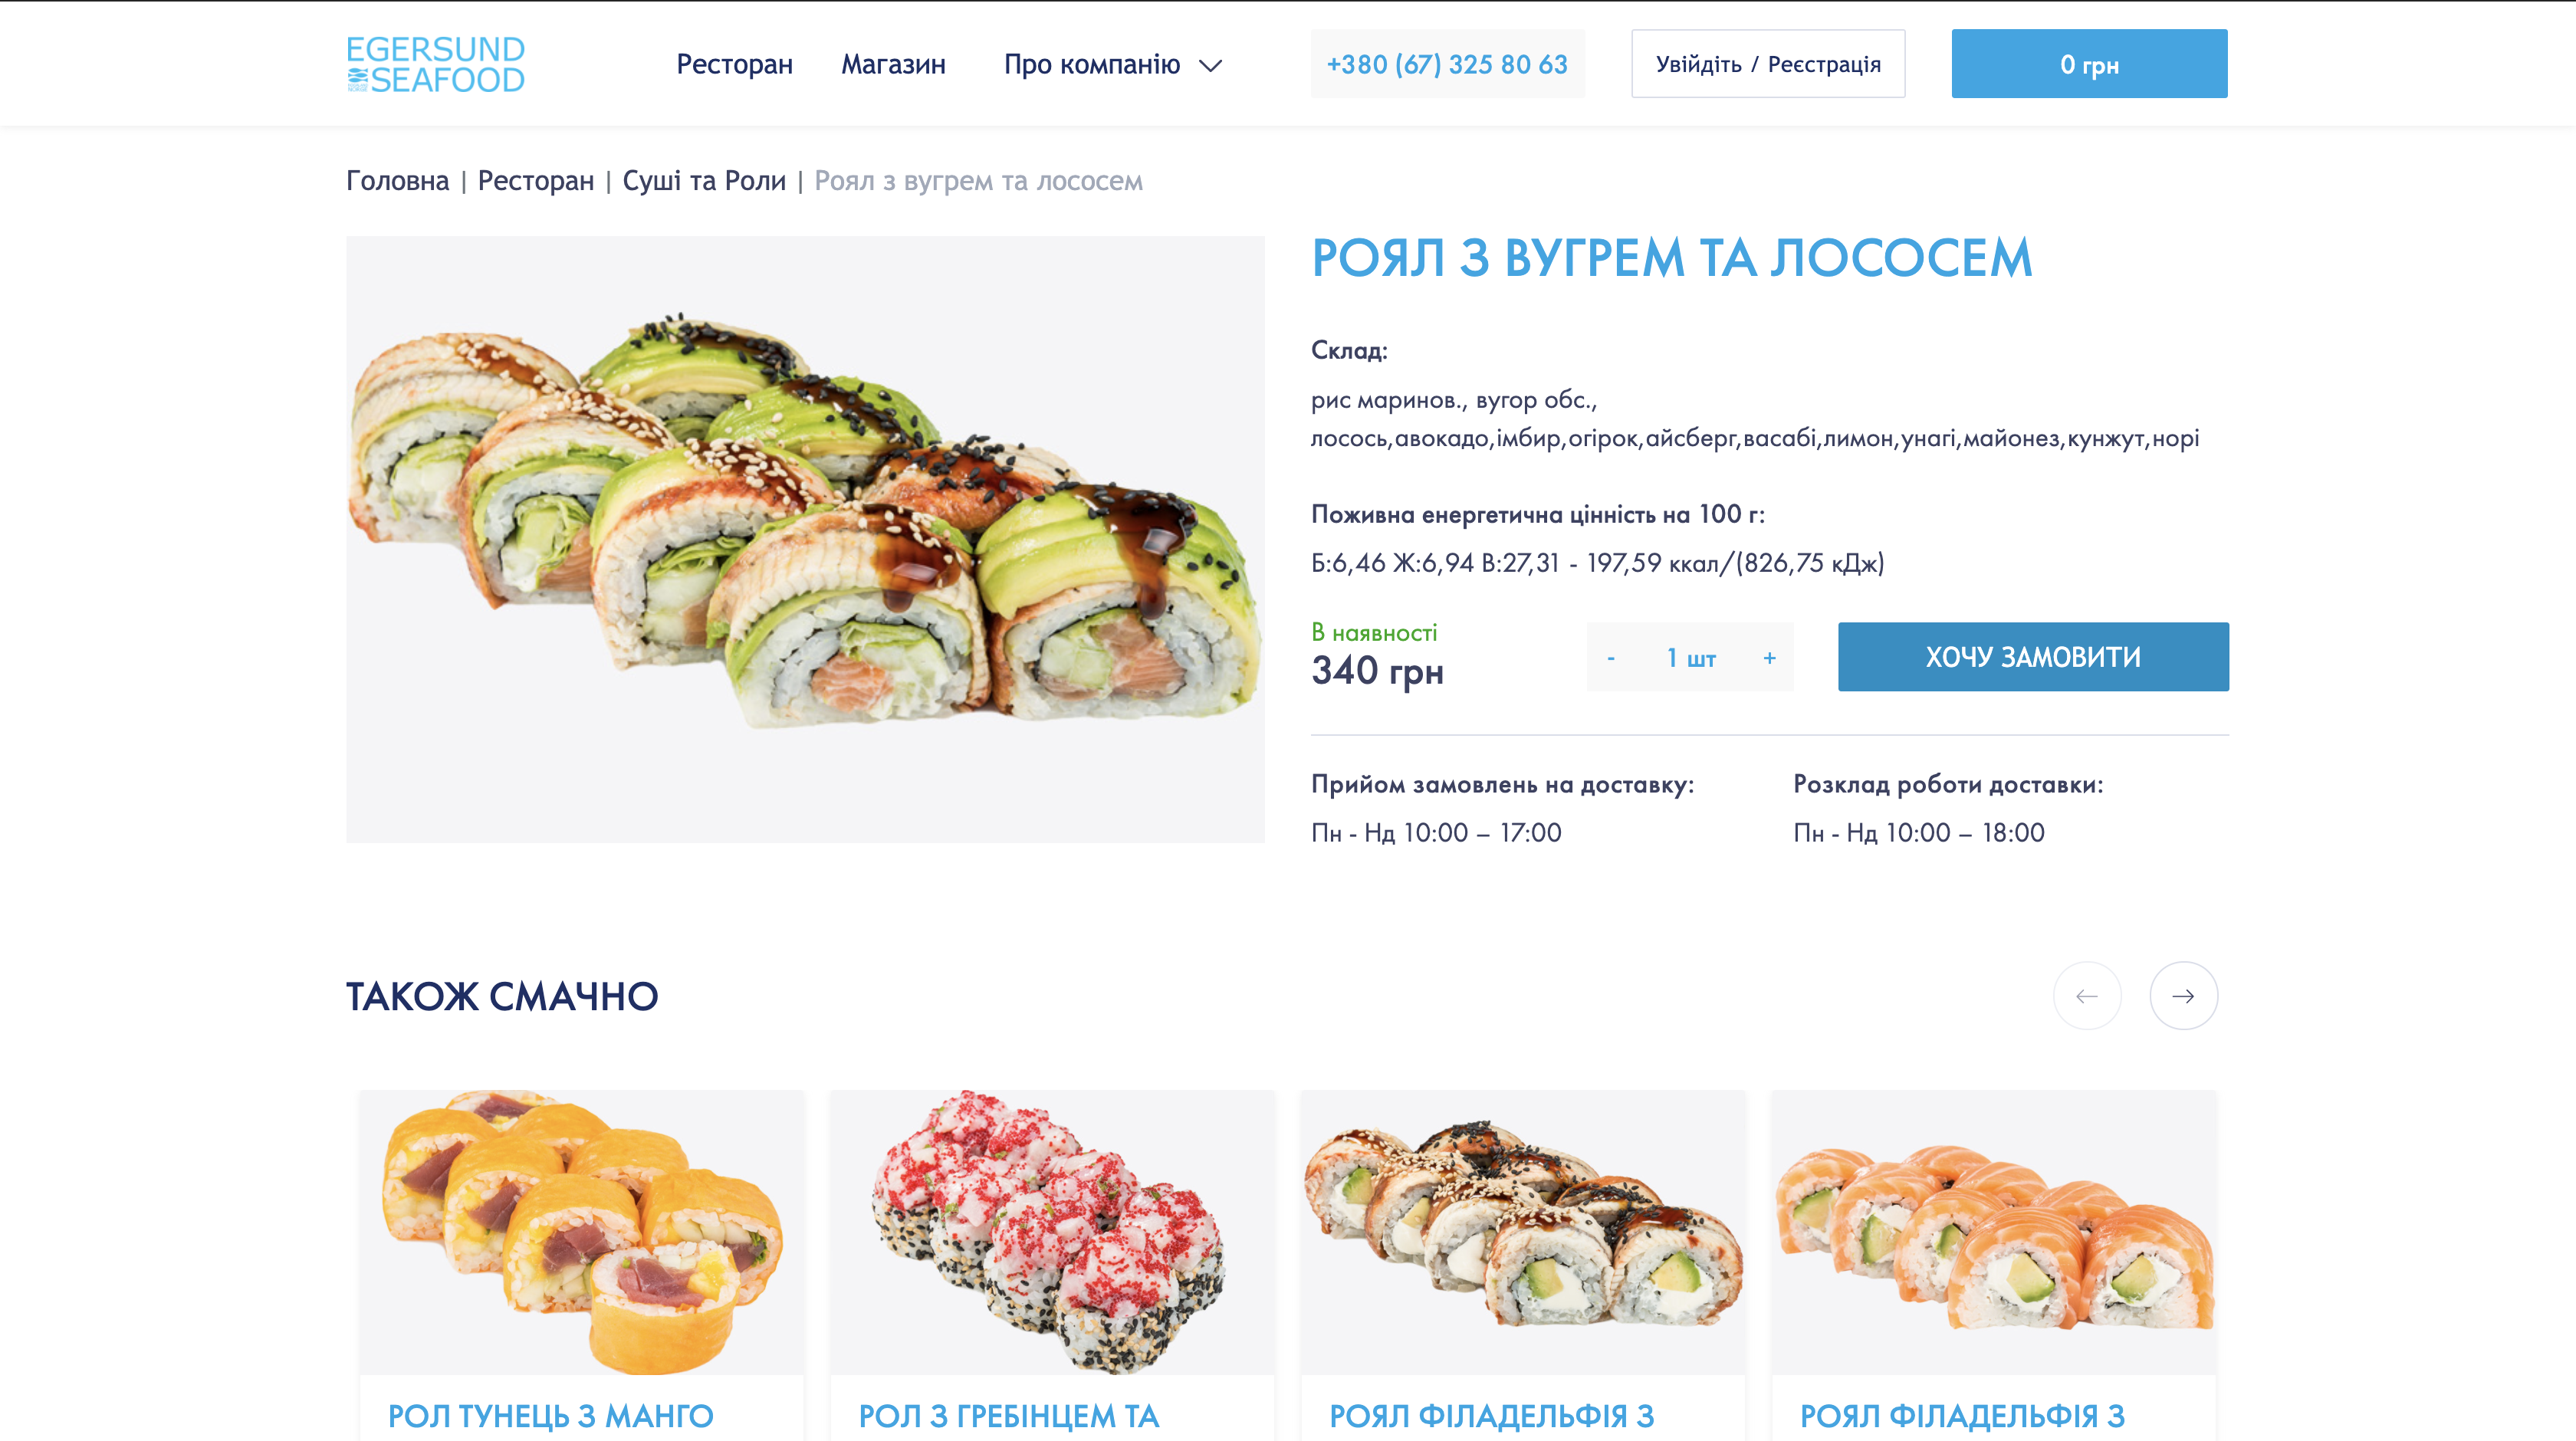 EGERSUND
SEAFOOD
Ресторан
Магазин
Про компанію
+380 (67) 325 80 63
Увійдіть / Реєстрація
0 грн
Головна | Ресторан | Суші та Роли | Роял з вугрем та лососем
РОЯЛ З ВУГРЕМ ТА ЛОСОСЕМ
Склад:
рис маринов., вугор обс.,
лосось,авокадо,імбир,огірок,айсберг,васабі,лимон,унагі,майонез,кунжут,норі
Поживна енергетична цінність на 100 г:
Б:6,46 Ж:6,94 В:27,31 - 197,59 ккал/(826,75 кДж)
В наявності
340 грн
- 1 шт +
ХОЧУ ЗАМОВИТИ
Прийом замовлень на доставку:
Пн - Нд 10:00 – 17:00
Розклад роботи доставки:
Пн - Нд 10:00 – 18:00
ТАКОЖ СМАЧНО
РОЛ ТУНЕЦЬ З МАНГО
РОЛ З ГРЕБІНЦЕМ ТА
РОЯЛ ФІЛАДЕЛЬФІЯ З
РОЯЛ ФІЛАДЕЛЬФІЯ З